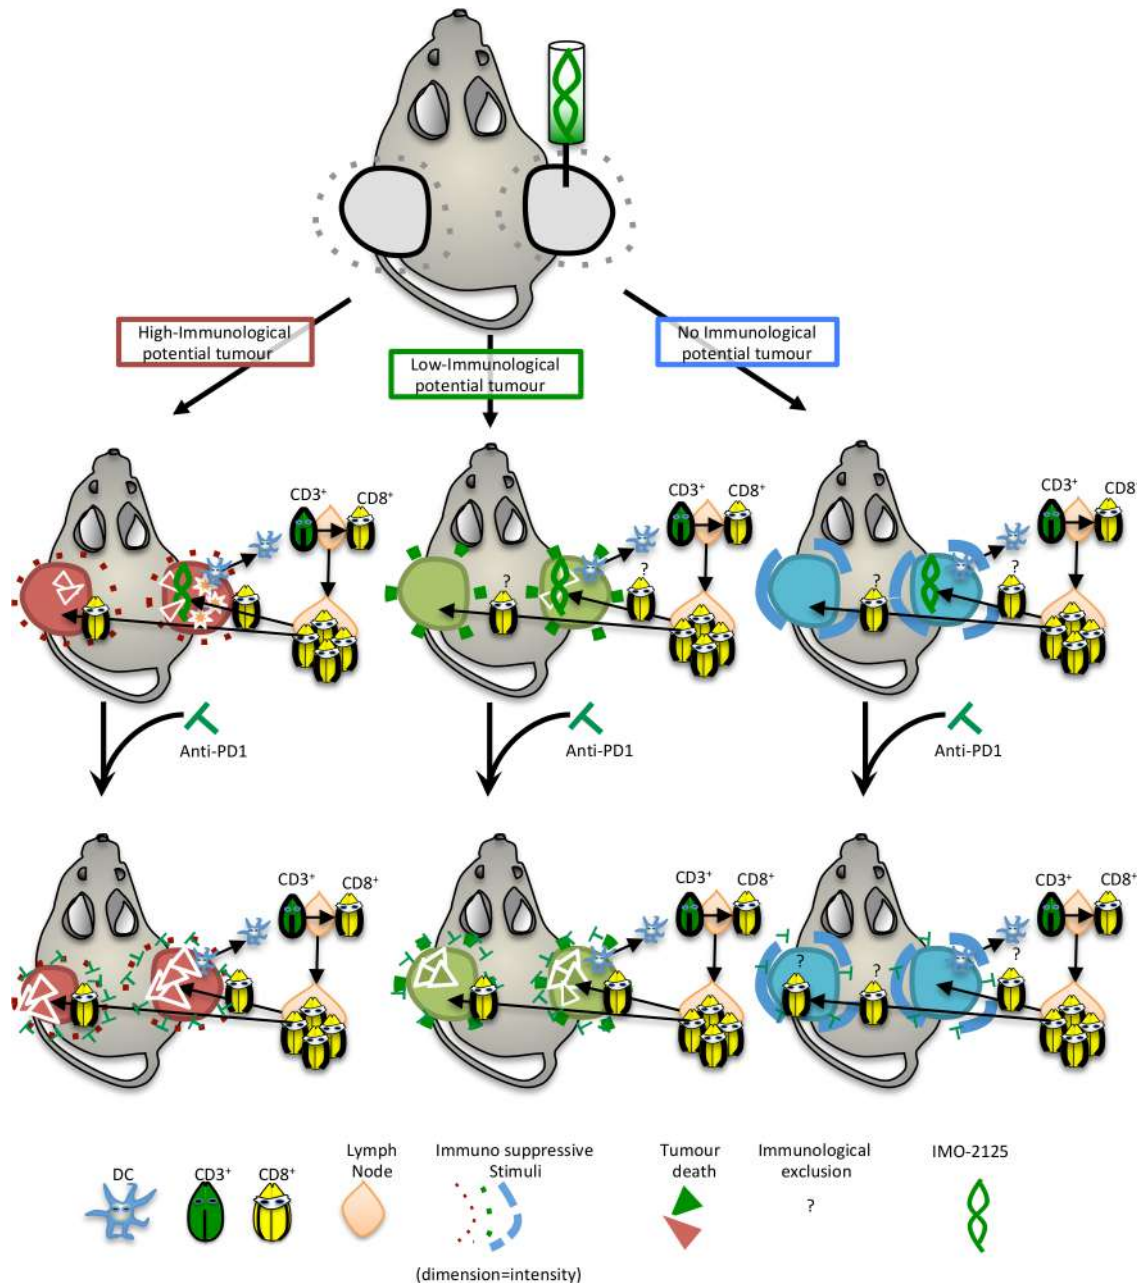 High-Immunological
potential tumour
Low-Immunological
potential tumour
No Immunological
potential tumour
CD3+
CD8+
CD3+
CD8+
CD3+
CD8+
?
?
?
?
Anti-PD1
Anti-PD1
Anti-PD1
CD3+
CD8+
CD3+
CD8+
CD3+
CD8+
?
?
?
DC
CD3+
CD8+
Lymph
Node
Immuno suppressive
Stimuli
(dimension=intensity)
Tumour
death
Immunological
exclusion
?
IMO-2125